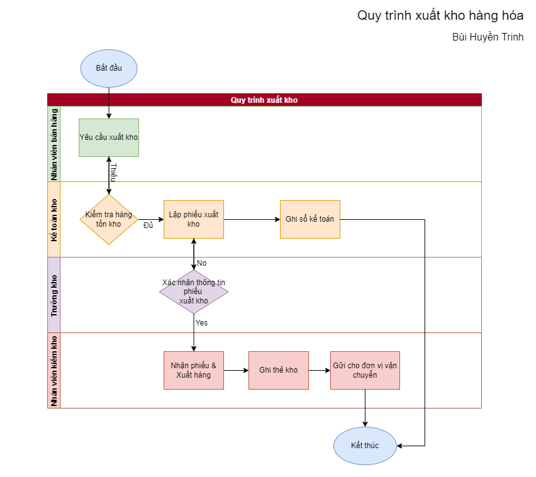 Quy trình xuất kho hàng hóa
Bùi Huyền Trinh
Bắt đầu
Quy trình xuất kho
Nhân viên bán hàng
Yêu cầu xuất kho
Thiếu
Kế toán kho
Kiểm tra hàng
tồn kho
Đủ
Lập phiếu xuất
kho
Ghi sổ kế toán
No
Trưởng kho
Xác nhận thông tin
phiếu
xuất kho
Yes
Nhân viên kiểm kho
Nhận phiếu &
Xuất hàng
Ghi thẻ kho
Gửi cho đơn vị vận
chuyển
Kết thúc